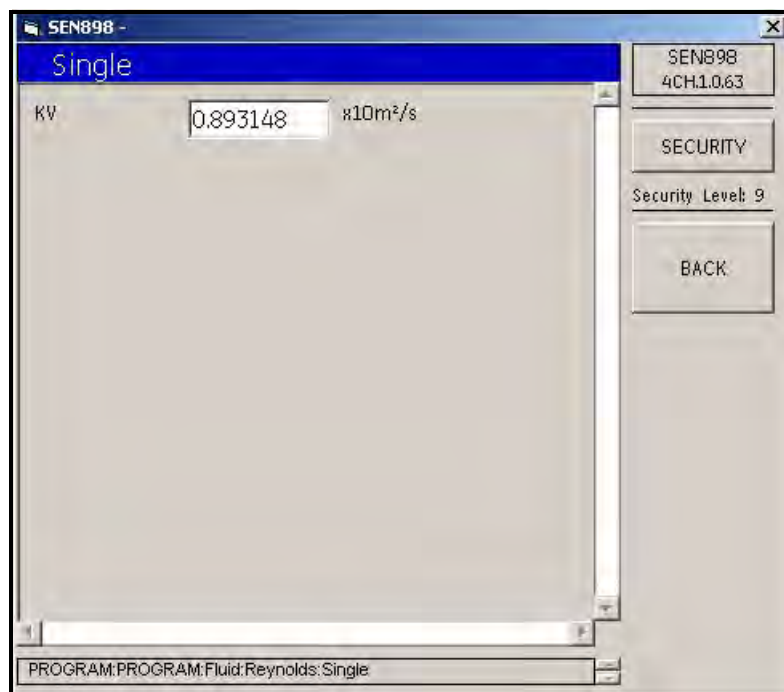 SEN898 -
Single
KV 0.893148 x10m²/s
SEN898
4CH.1.0.63
SECURITY
Security Level: 9
BACK
PROGRAM:PROGRAM:Fluid:Reynolds:Single